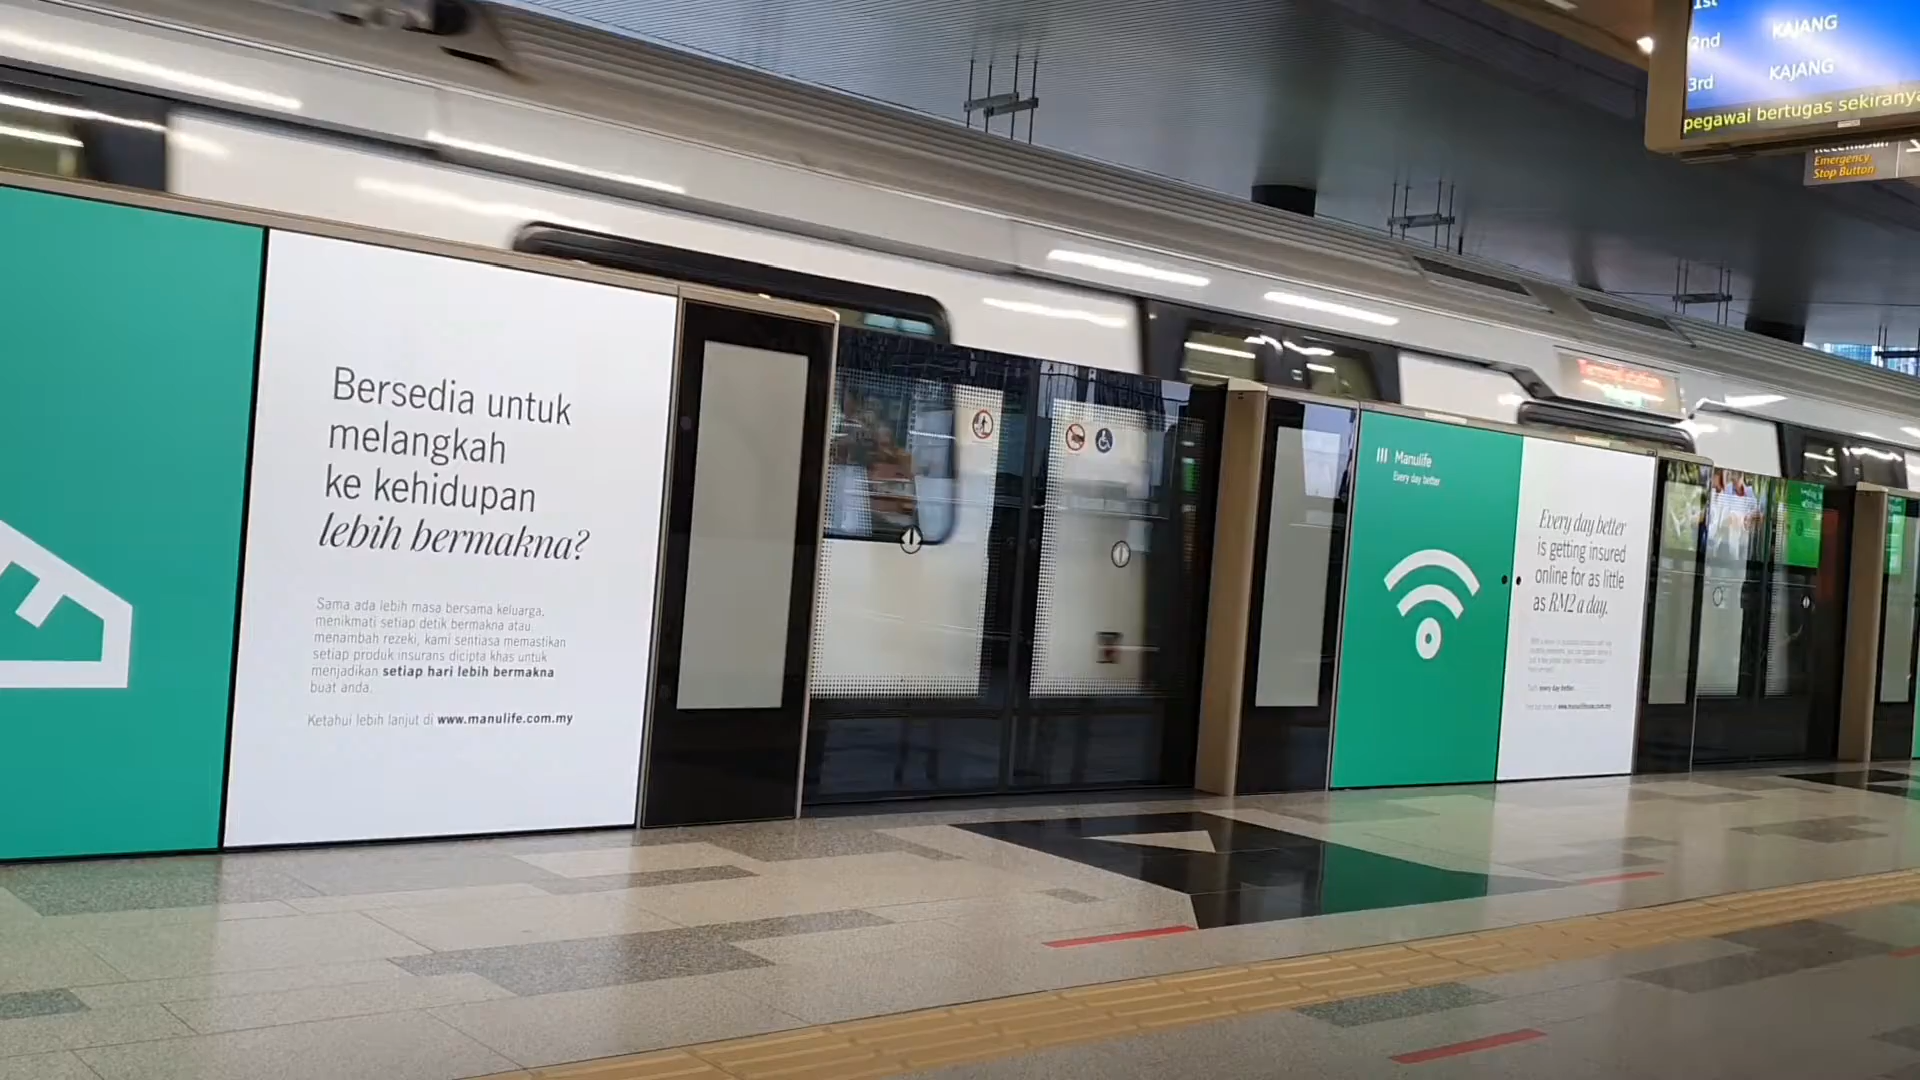 1st
2nd KAJANG
3rd KAJANG
pegawai bertugas sekiranya
Emergency
Stop Button
Bersedia untuk
melangkah
ke kehidupan
lebih bermakna?
Sama ada lebih masa bersama keluarga,
menikmati setiap detik bermakna atau
menambah rezeki, kami sentiasa memastikan
setiap produk insurans dicipta khas untuk
menjadikan setiap hari lebih bermakna
buat anda.
Ketahui lebih lanjut di www.manulife.com.my
Manulife
Every day better
Every day better
is getting insured
online for as little
as RM2 a day.